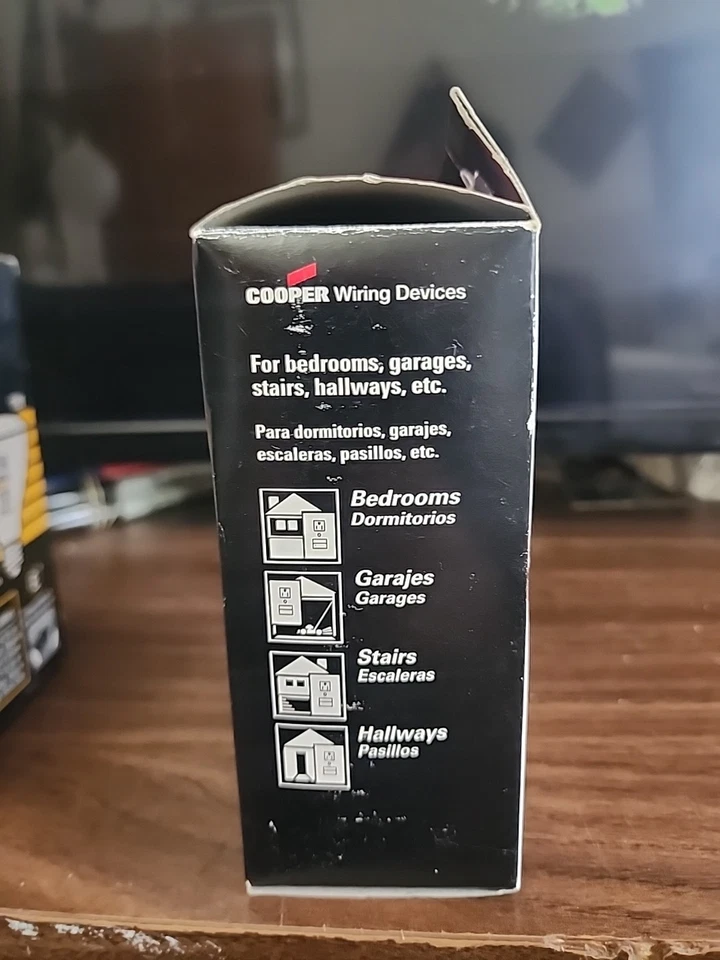 COOPER Wiring Devices
For bedrooms, garages,
stairs, hallways, etc.
Para dormitorios, garajes,
escaleras, pasillos, etc.
Bedrooms
Dormitorios
Garajes
Garages
Stairs
Escaleras
Hallways
Pasillos